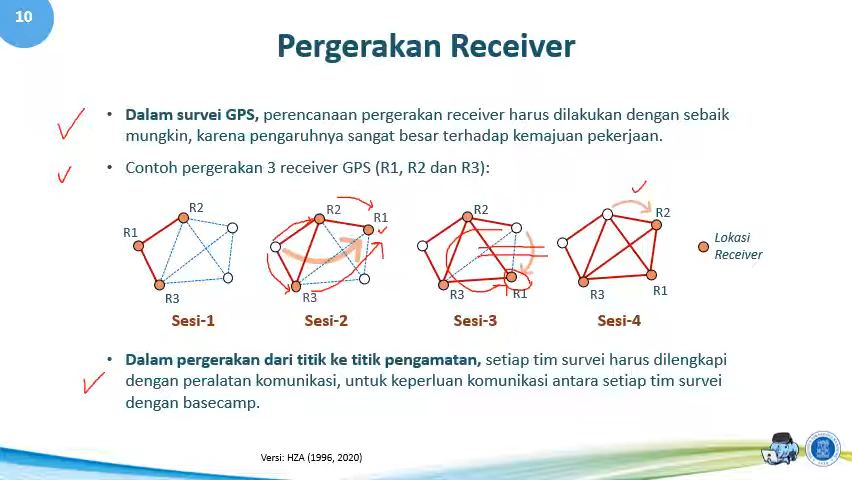 10
Pergerakan Receiver
• Dalam survei GPS, perencanaan pergerakan receiver harus dilakukan dengan sebaik
mungkin, karena pengaruhnya sangat besar terhadap kemajuan pekerjaan.
• Contoh pergerakan 3 receiver GPS (R1, R2 dan R3):
R1
R2
R3
Sesi-1
R2
R1
R3
Sesi-2
R2
R3
R1
Sesi-3
R2
R3
R1
Sesi-4
Lokasi
Receiver
• Dalam pergerakan dari titik ke titik pengamatan, setiap tim survei harus dilengkapi
dengan peralatan komunikasi, untuk keperluan komunikasi antara setiap tim survei
dengan basecamp.
Versi: HZA (1996, 2020)